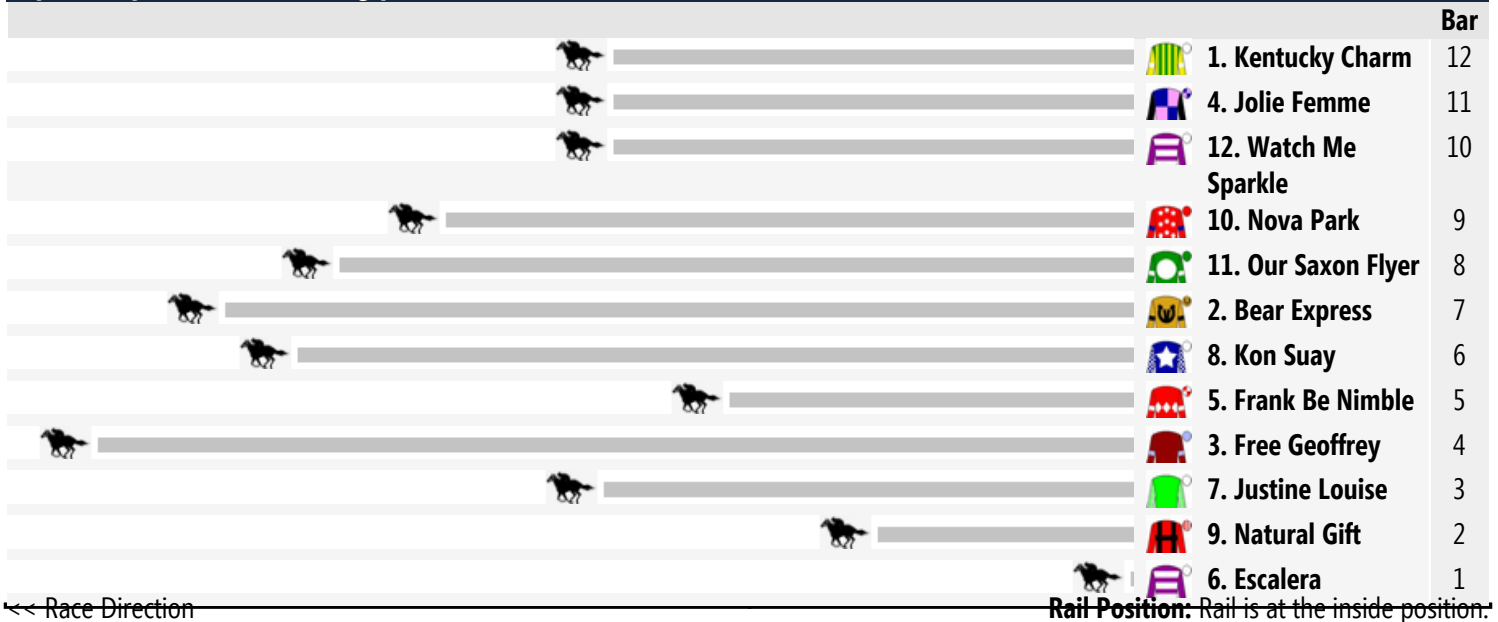 Bar
1. Kentucky Charm 12
4. Jolie Femme 11
12. Watch Me 10
Sparkle
10. Nova Park 9
11. Our Saxon Flyer 8
2. Bear Express 7
8. Kon Suay 6
5. Frank Be Nimble 5
3. Free Geoffrey 4
7. Justine Louise 3
9. Natural Gift 2
6. Escalera 1
<< Race Direction Rail Position: Rail is at the inside position.